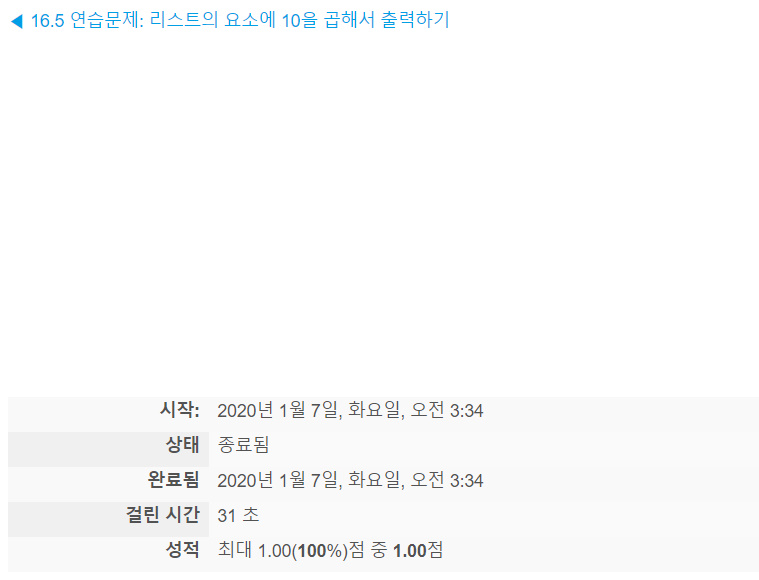 ◀ 16.5 연습문제: 리스트의 요소에 10을 곱해서 출력하기
시작: 2020년 1월 7일, 화요일, 오전 3:34
상태 종료됨
완료됨 2020년 1월 7일, 화요일, 오전 3:34
걸린 시간 31 초
성적 최대 1.00(100%)점 중 1.00점